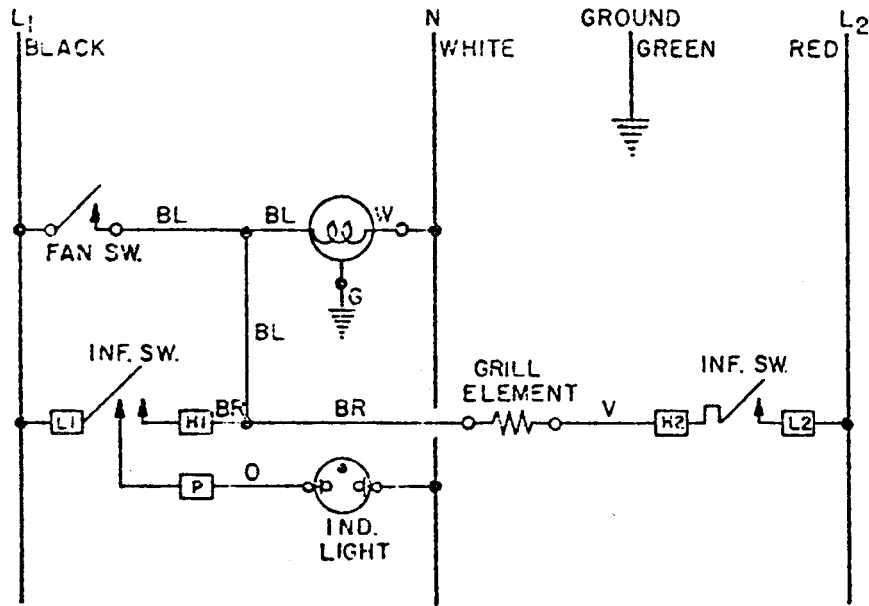 L1 N GROUND L2
BLACK WHITE GREEN RED
BL BL W
FAN SW.
G
BL
INF. SW. GRILL ELEMENT INF. SW.
L1 H1 BR BR V H2 L2
P O
IND.
LIGHT